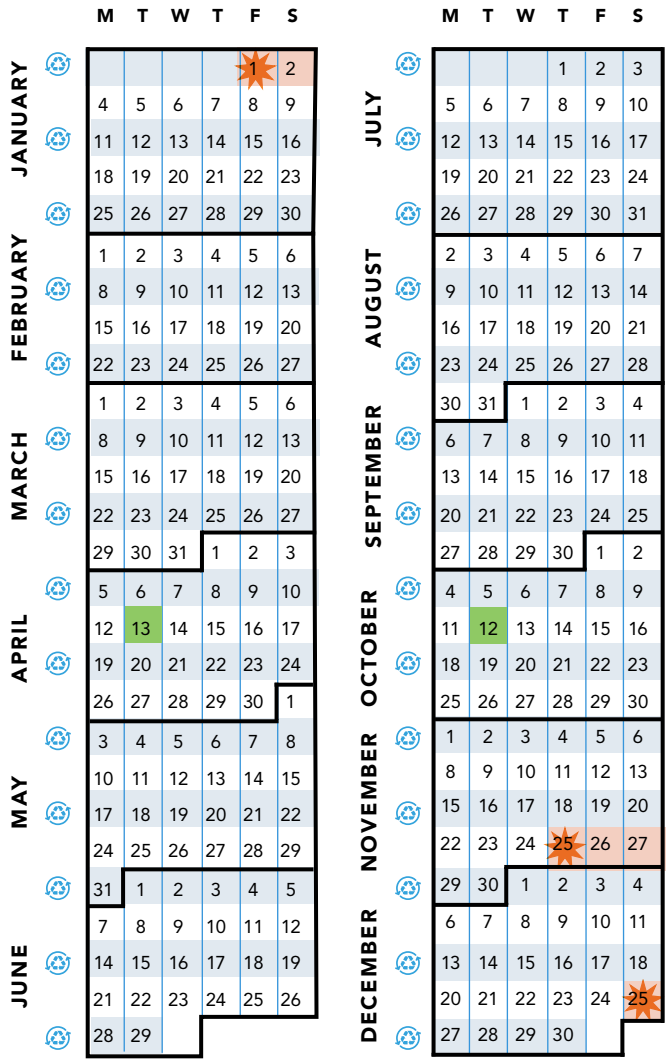 M T W T F S
JANUARY
1 2
4 5 6 7 8 9
11 12 13 14 15 16
18 19 20 21 22 23
25 26 27 28 29 30
FEBRUARY
1 2 3 4 5 6
8 9 10 11 12 13
15 16 17 18 19 20
22 23 24 25 26 27
MARCH
1 2 3 4 5 6
8 9 10 11 12 13
15 16 17 18 19 20
22 23 24 25 26 27
29 30 31 1 2 3
APRIL
5 6 7 8 9 10
12 13 14 15 16 17
19 20 21 22 23 24
26 27 28 29 30 1
MAY
3 4 5 6 7 8
10 11 12 13 14 15
17 18 19 20 21 22
24 25 26 27 28 29
31 1 2 3 4 5
JUNE
7 8 9 10 11 12
14 15 16 17 18 19
21 22 23 24 25 26
28 29
M T W T F S
JULY
1 2 3
5 6 7 8 9 10
12 13 14 15 16 17
19 20 21 22 23 24
26 27 28 29 30 31
AUGUST
2 3 4 5 6 7
9 10 11 12 13 14
16 17 18 19 20 21
23 24 25 26 27 28
30 31 1 2 3 4
SEPTEMBER
6 7 8 9 10 11
13 14 15 16 17 18
20 21 22 23 24 25
27 28 29 30 1 2
OCTOBER
4 5 6 7 8 9
11 12 13 14 15 16
18 19 20 21 22 23
25 26 27 28 29 30
NOVEMBER
1 2 3 4 5 6
8 9 10 11 12 13
15 16 17 18 19 20
22 23 24 25 26 27
29 30 1 2 3 4
DECEMBER
6 7 8 9 10 11
13 14 15 16 17 18
20 21 22 23 24 25
27 28 29 30